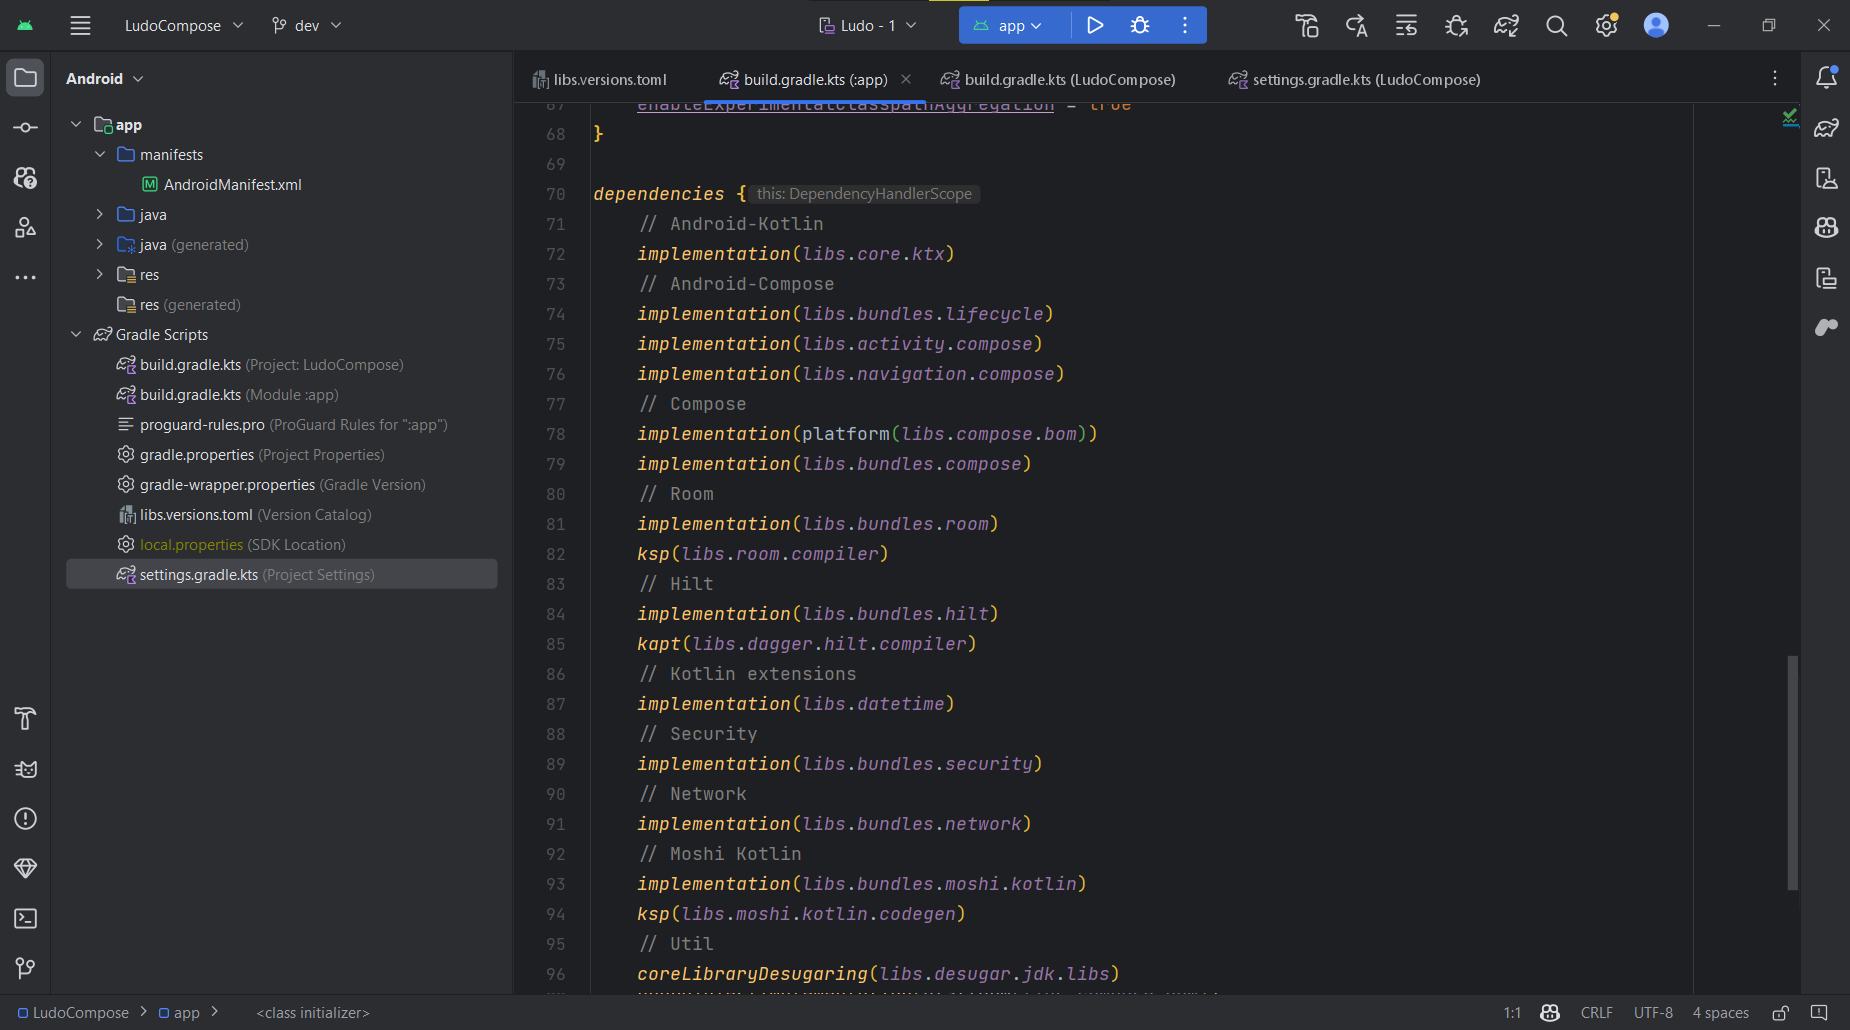 LudoCompose dev Ludo - 1 app
Android
app
manifests
AndroidManifest.xml
java
java (generated)
res
res (generated)
Gradle Scripts
build.gradle.kts (Project: LudoCompose)
build.gradle.kts (Module :app)
proguard-rules.pro (ProGuard Rules for ":app")
gradle.properties (Project Properties)
gradle-wrapper.properties (Gradle Version)
libs.versions.toml (Version Catalog)
local.properties (SDK Location)
settings.gradle.kts (Project Settings)
libs.versions.toml build.gradle.kts (:app) build.gradle.kts (LudoCompose) settings.gradle.kts (LudoCompose)
67 enableExperimentalClasspathAggregation = true
68 }
69
70 dependencies { this: DependencyHandlerScope
71 // Android-Kotlin
72 implementation(libs.core.ktx)
73 // Android-Compose
74 implementation(libs.bundles.lifecycle)
75 implementation(libs.activity.compose)
76 implementation(libs.navigation.compose)
77 // Compose
78 implementation(platform(libs.compose.bom))
79 implementation(libs.bundles.compose)
80 // Room
81 implementation(libs.bundles.room)
82 ksp(libs.room.compiler)
83 // Hilt
84 implementation(libs.bundles.hilt)
85 kapt(libs.dagger.hilt.compiler)
86 // Kotlin extensions
87 implementation(libs.datetime)
88 // Security
89 implementation(libs.bundles.security)
90 // Network
91 implementation(libs.bundles.network)
92 // Moshi Kotlin
93 implementation(libs.bundles.moshi.kotlin)
94 ksp(libs.moshi.kotlin.codegen)
95 // Util
96 coreLibraryDesugaring(libs.desugar.jdk.libs)
LudoCompose app <class initializer> 1:1 CRLF UTF-8 4 spaces